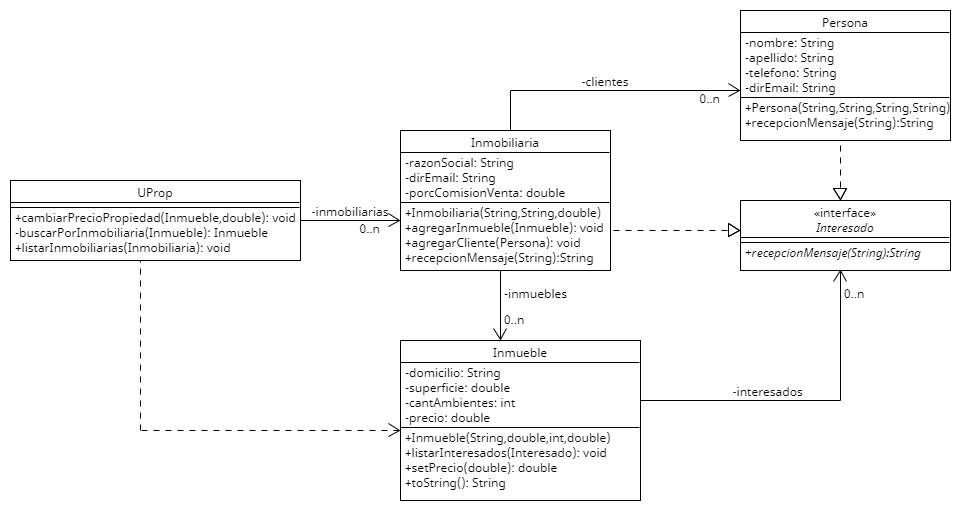 Persona
-nombre: String
-apellido: String
-telefono: String
-dirEmail: String
+Persona(String,String,String,String)
+recepcionMensaje(String):String
-clientes
0..n
Inmobiliaria
-razonSocial: String
-dirEmail: String
-porcComisionVenta: double
+Inmobiliaria(String,String,double)
+agregarInmueble(Inmueble): void
+agregarCliente(Persona): void
+recepcionMensaje(String):String
UProp
+cambiarPrecioPropiedad(Inmueble,double): void
-buscarPorInmobiliaria(Inmueble): Inmueble
+listarInmobiliarias(Inmobiliaria): void
-inmobiliarias
0..n
«interface»
Interesado
+recepcionMensaje(String):String
-inmuebles
0..n
0..n
Inmueble
-domicilio: String
-superficie: double
-cantAmbientes: int
-precio: double
+Inmueble(String,double,int,double)
+listarInteresados(Interesado): void
+setPrecio(double): double
+toString(): String
-interesados